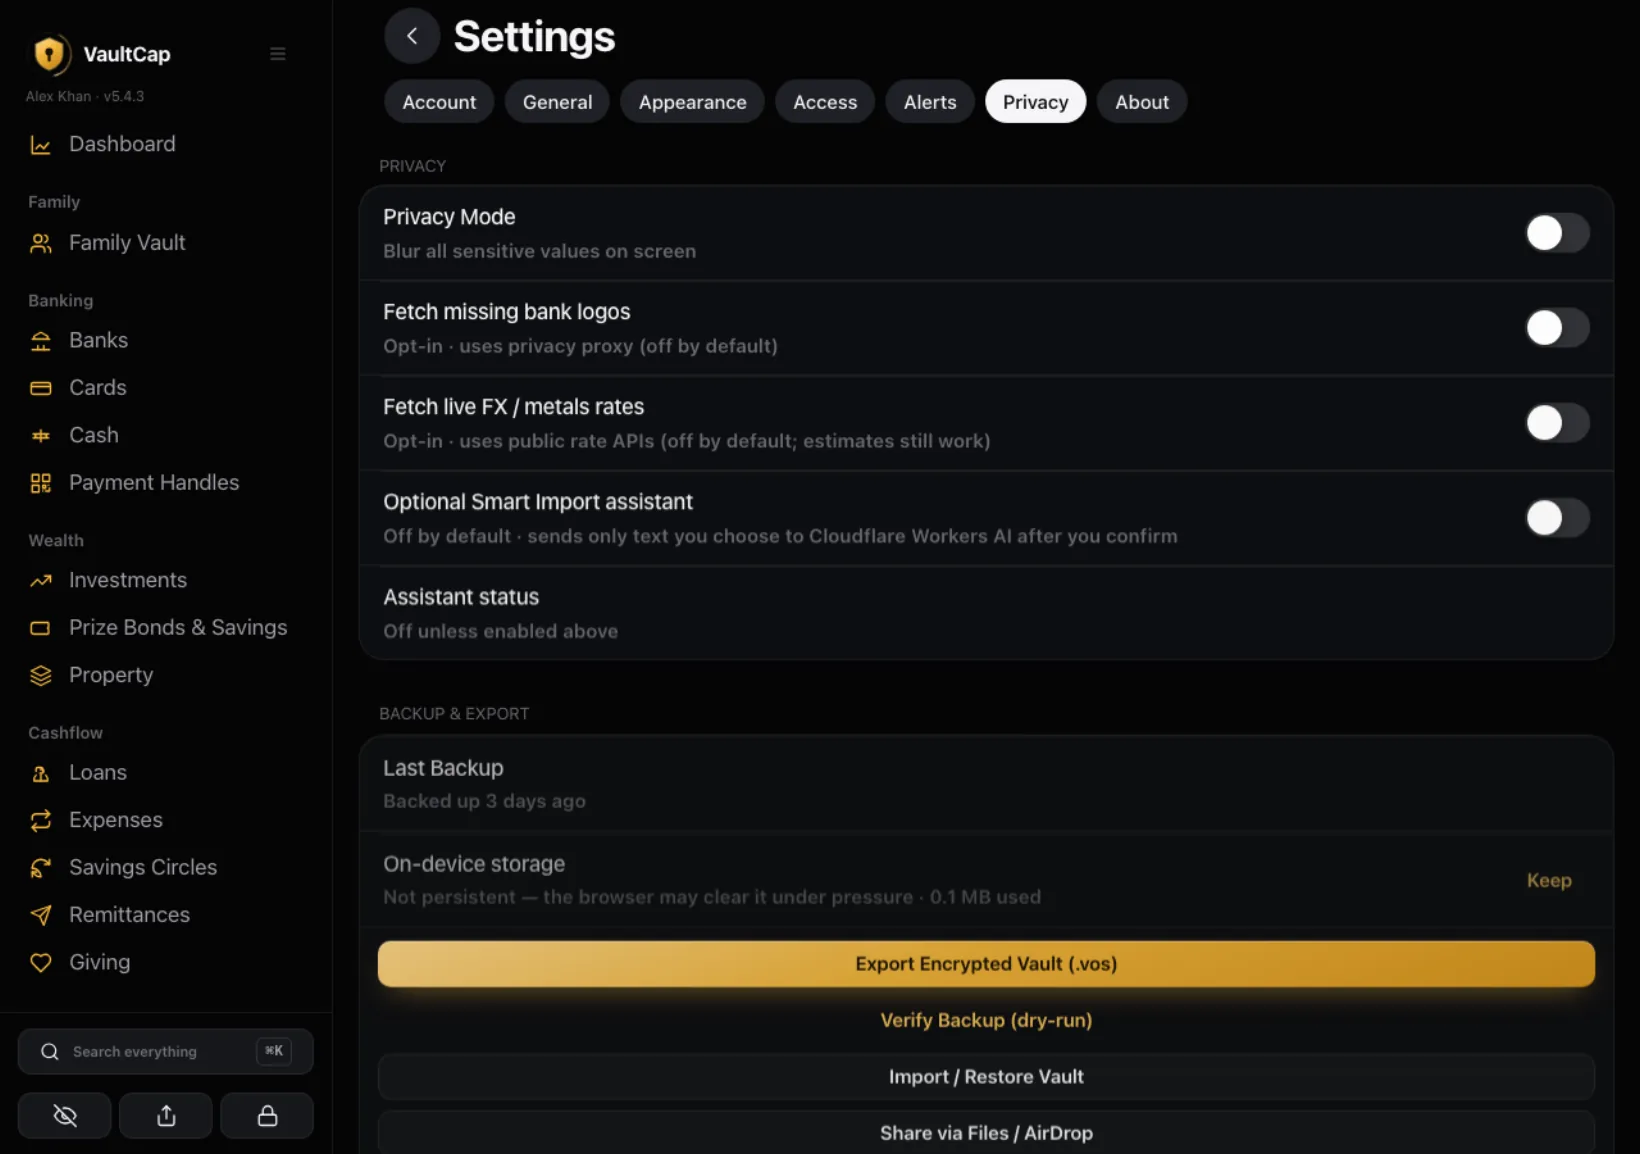 VaultCap
Alex Khan · v5.4.3
Dashboard
Family
Family Vault
Banking
Banks
Cards
Cash
Payment Handles
Wealth
Investments
Prize Bonds & Savings
Property
Cashflow
Loans
Expenses
Savings Circles
Remittances
Giving
Search everything ⌘K
Settings
Account General Appearance Access Alerts Privacy About
PRIVACY
Privacy Mode
Blur all sensitive values on screen
Fetch missing bank logos
Opt-in · uses privacy proxy (off by default)
Fetch live FX / metals rates
Opt-in · uses public rate APIs (off by default; estimates still work)
Optional Smart Import assistant
Off by default · sends only text you choose to Cloudflare Workers AI after you confirm
Assistant status
Off unless enabled above
BACKUP & EXPORT
Last Backup
Backed up 3 days ago
On-device storage
Not persistent — the browser may clear it under pressure · 0.1 MB used
Keep
Export Encrypted Vault (.vos)
Verify Backup (dry-run)
Import / Restore Vault
Share via Files / AirDrop